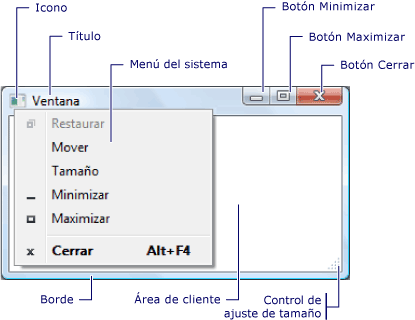 Icono
Botón Minimizar
Título
Botón Maximizar
Menú del sistema
Botón Cerrar
Ventana
Restaurar
Mover
Tamaño
Minimizar
Maximizar
Cerrar Alt+F4
Borde
Área de cliente
Control de
ajuste de tamaño